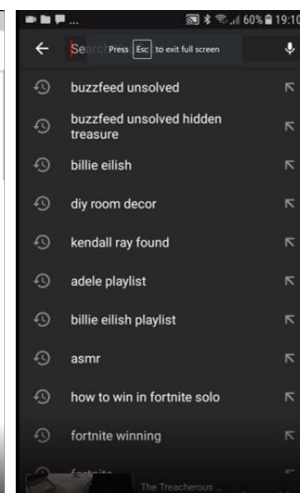 ... 60% 19:10
Sear Press Esc to exit full screen
buzzfeed unsolved
buzzfeed unsolved hidden
treasure
billie eilish
diy room decor
kendall ray found
adele playlist
billie eilish playlist
asmr
how to win in fortnite solo
fortnite winning
fortnite
The Treacherous ...